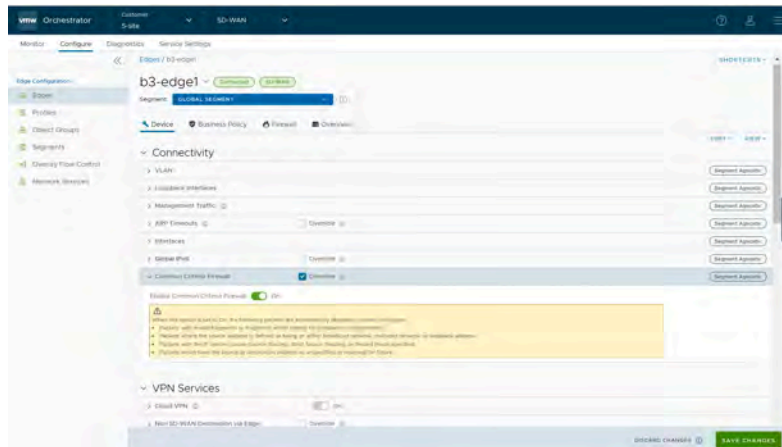 vmw Orchestrator
Customer
5-site
SD-WAN
Monitor Configure Diagnostics Service Settings
Edges / b3-edge1
SHORTCUTS
b3-edge1 Connected SD-WAN
Segment: GLOBAL SEGMENT
Edge Configuration
Edges
Profiles
Object Groups
Segments
Overlay Flow Control
Network Services
Device Business Policy Firewall Overview
SORT VIEW
Connectivity
VLAN Segment Agnostic
Loopback Interfaces Segment Agnostic
Management Traffic Segment Agnostic
ARP Timeouts Override Segment Agnostic
Interfaces Segment Agnostic
Global IPv6 Override Segment Agnostic
Common Criteria Firewall Override Segment Agnostic
Enable Common Criteria Firewall On
VPN Services
Cloud VPN On
Non SD-WAN Destination via Edge Override
DISCARD CHANGES SAVE CHANGES